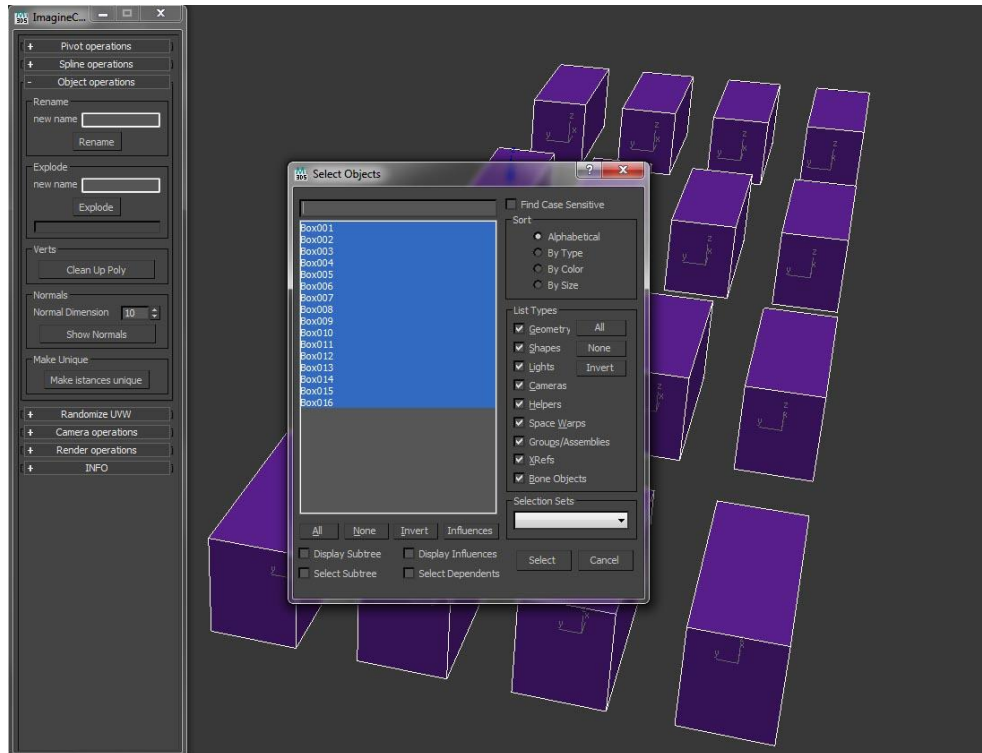 ImagineC...
+ Pivot operations
+ Spline operations
- Object operations
Rename
new name
Rename
Explode
new name
Explode
Verts
Clean Up Poly
Normals
Normal Dimension 10
Show Normals
Make Unique
Make istances unique
+ Randomize UVW
+ Camera operations
+ Render operations
+ INFO
Select Objects
Box001
Box002
Box003
Box004
Box005
Box006
Box007
Box008
Box009
Box010
Box011
Box012
Box013
Box014
Box015
Box016
All None Invert Influences
Display Subtree Display Influences
Select Subtree Select Dependents
Find Case Sensitive
Sort
Alphabetical
By Type
By Color
By Size
List Types
Geometry All
Shapes None
Lights Invert
Cameras
Helpers
Space Warps
Groups/Assemblies
XRefs
Bone Objects
Selection Sets
Select Cancel